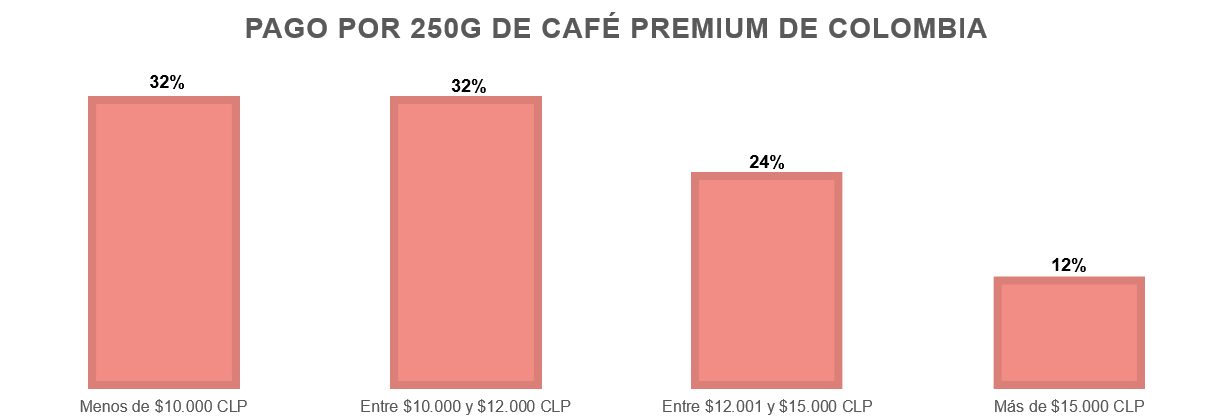 PAGO POR 250G DE CAFÉ PREMIUM DE COLOMBIA
32%
32%
24%
12%
Menos de $10.000 CLP
Entre $10.000 y $12.000 CLP
Entre $12.001 y $15.000 CLP
Más de $15.000 CLP